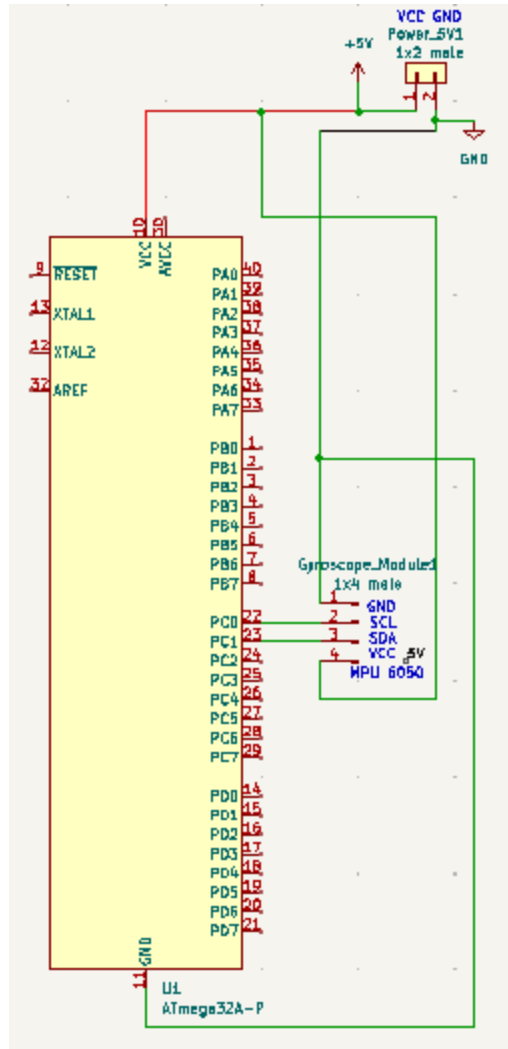 VCC GND
Power_5V1
+5V
1x2 male
1 2
GND
10 30
VCC AVCC
9 RESET
13 XTAL1
12 XTAL2
32 AREF
PA0 40
PA1 39
PA2 38
PA3 37
PA4 36
PA5 35
PA6 34
PA7 33
PB0 1
PB1 2
PB2 3
PB3 4
PB4 5
PB5 6
PB6 7
PB7 8
Gyroscope_Module1
1x4 male
1 GND
PC0 22 2 SCL
PC1 23 3 SDA
PC2 24 4 VCC 5V
MPU 6050
PC3 25
PC4 26
PC5 27
PC6 28
PC7 29
PD0 14
PD1 15
PD2 16
PD3 17
PD4 18
PD5 19
PD6 20
PD7 21
GND
11
U1
ATmega32A-P